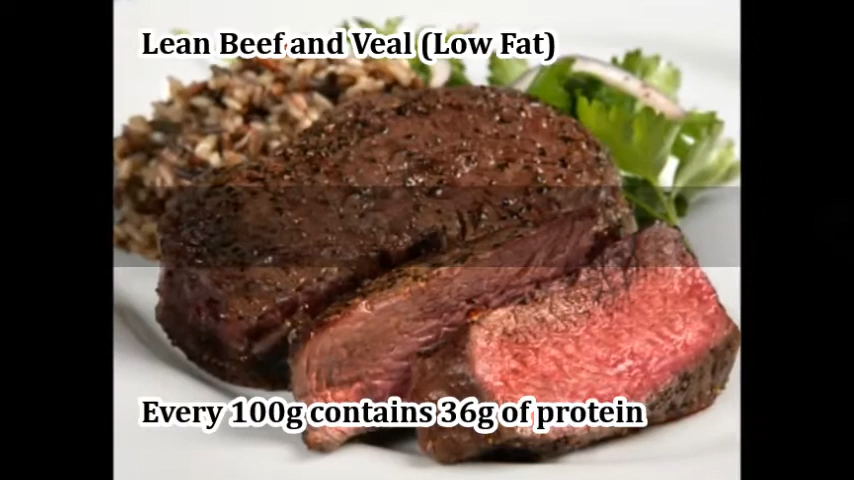 Lean Beef and Veal (Low Fat)
Every 100g contains 36g of protein